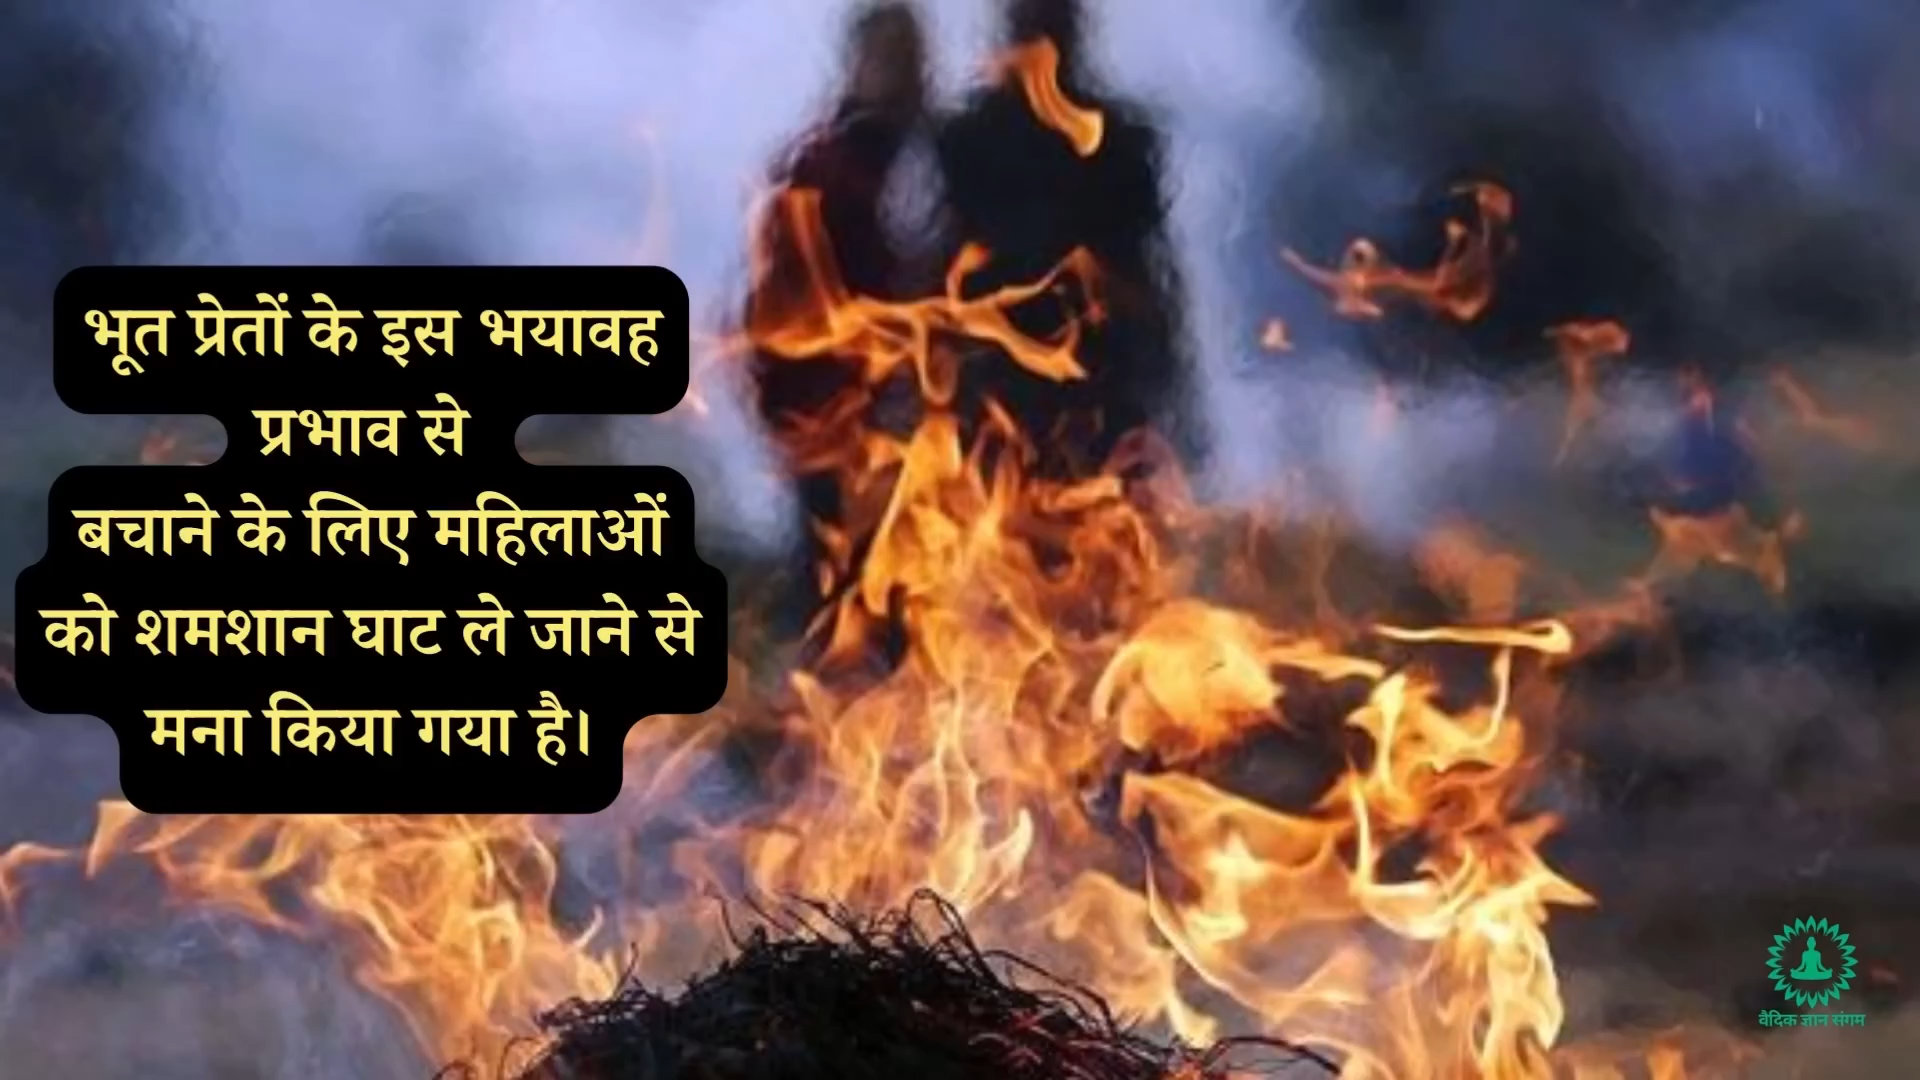 भूत प्रेतों के इस भयावह
प्रभाव से
बचाने के लिए महिलाओं
को शमशान घाट ले जाने से
मना किया गया है।
वैदिक ज्ञान संगम